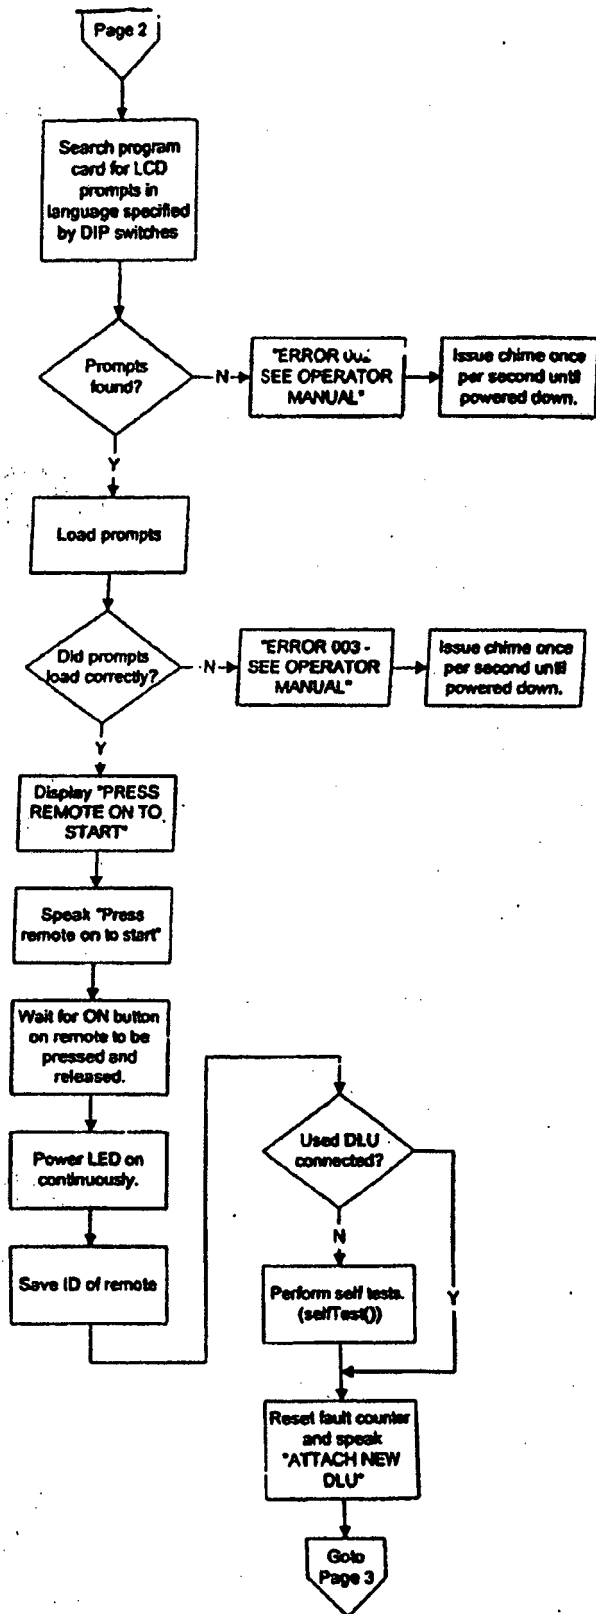 Page 2
Search program
card for LCD
prompts in
language specified
by DIP switches
Prompts
found?
N
"ERROR
SEE OPERATOR
MANUAL"
Issue chime once
per second until
powered down.
Y
Load prompts
Did prompts
load correctly?
N
"ERROR 003 -
SEE OPERATOR
MANUAL"
Issue chime once
per second until
powered down.
Y
Display "PRESS
REMOTE ON TO
START"
Speak "Press
remote on to start"
Wait for ON button
on remote to be
pressed and
released.
Power LED on
continuously.
Save ID of remote
Used DLU
connected?
N
Y
Perform self tests.
(selfTest())
Reset fault counter
and speak
"ATTACH NEW
DLU"
Goto
Page 3